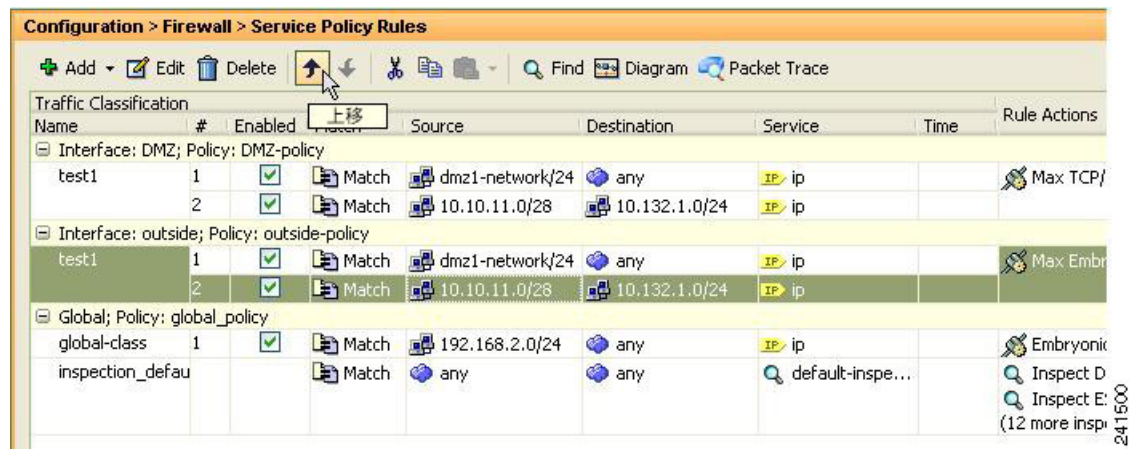 Configuration > Firewall > Service Policy Rules
Add Edit Delete Find Diagram Packet Trace
上移
Traffic Classification
Name # Enabled Source Destination Service Time Rule Actions
Interface: DMZ; Policy: DMZ-policy
test1 1 Match dmz1-network/24 any IP ip Max TCP/
2 Match 10.10.11.0/28 10.132.1.0/24 IP ip
Interface: outside; Policy: outside-policy
test1 1 Match dmz1-network/24 any IP ip Max Embr
2 Match 10.10.11.0/28 10.132.1.0/24 IP ip
Global; Policy: global_policy
global-class 1 Match 192.168.2.0/24 any IP ip Embryonic
inspection_defau Match any any default-inspe... Inspect D
Inspect E
(12 more insp
241500